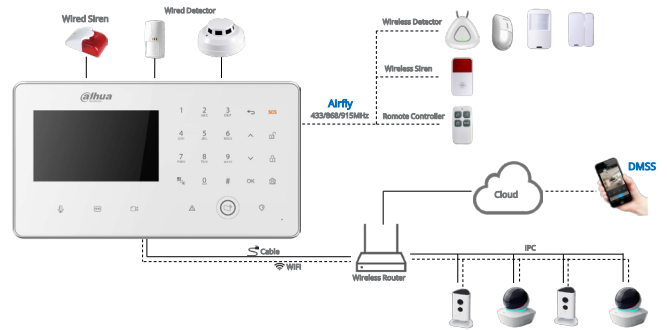 Wired Siren
Wired Detector
Wireless Detector
alhua
Wireless Siren
Airfly
433/868/915MHz
Romote Controller
1
2
3
SOS
4
5
6
7
8
9
0
#
OK
Cloud
DMSS
Cable
WiFi
Wireless Router
IPC